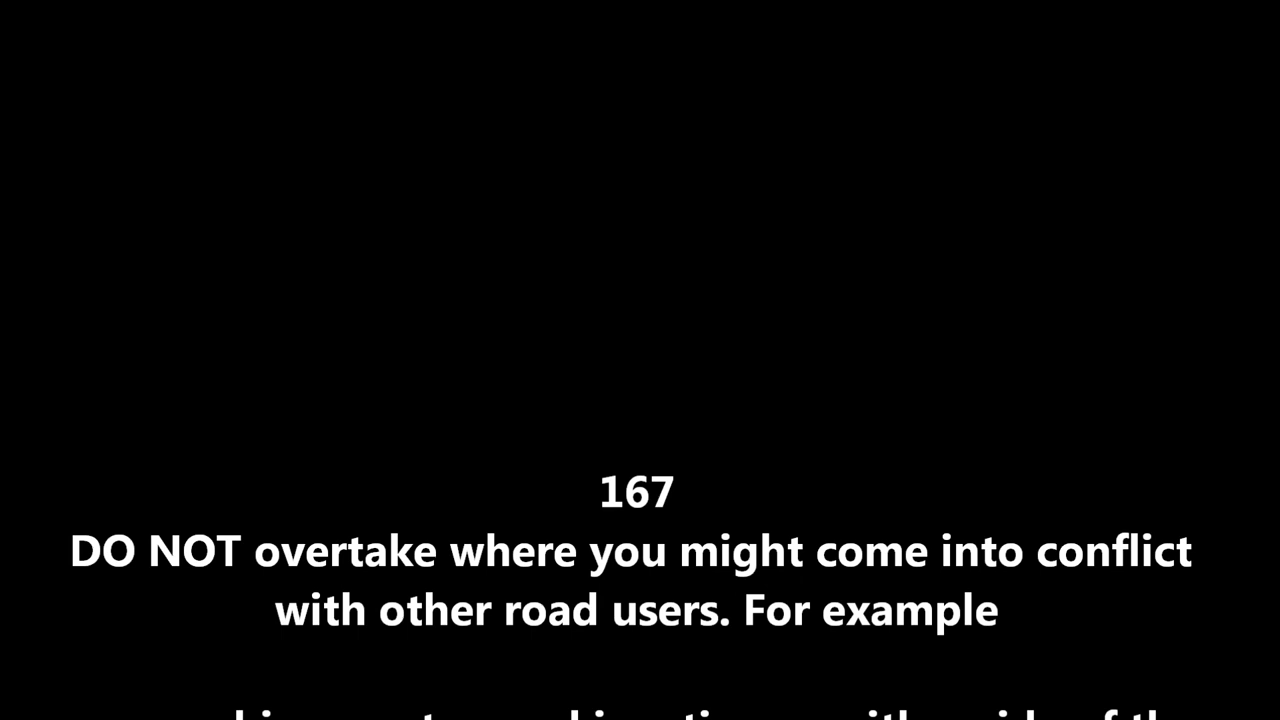 167
DO NOT overtake where you might come into conflict
with other road users. For example